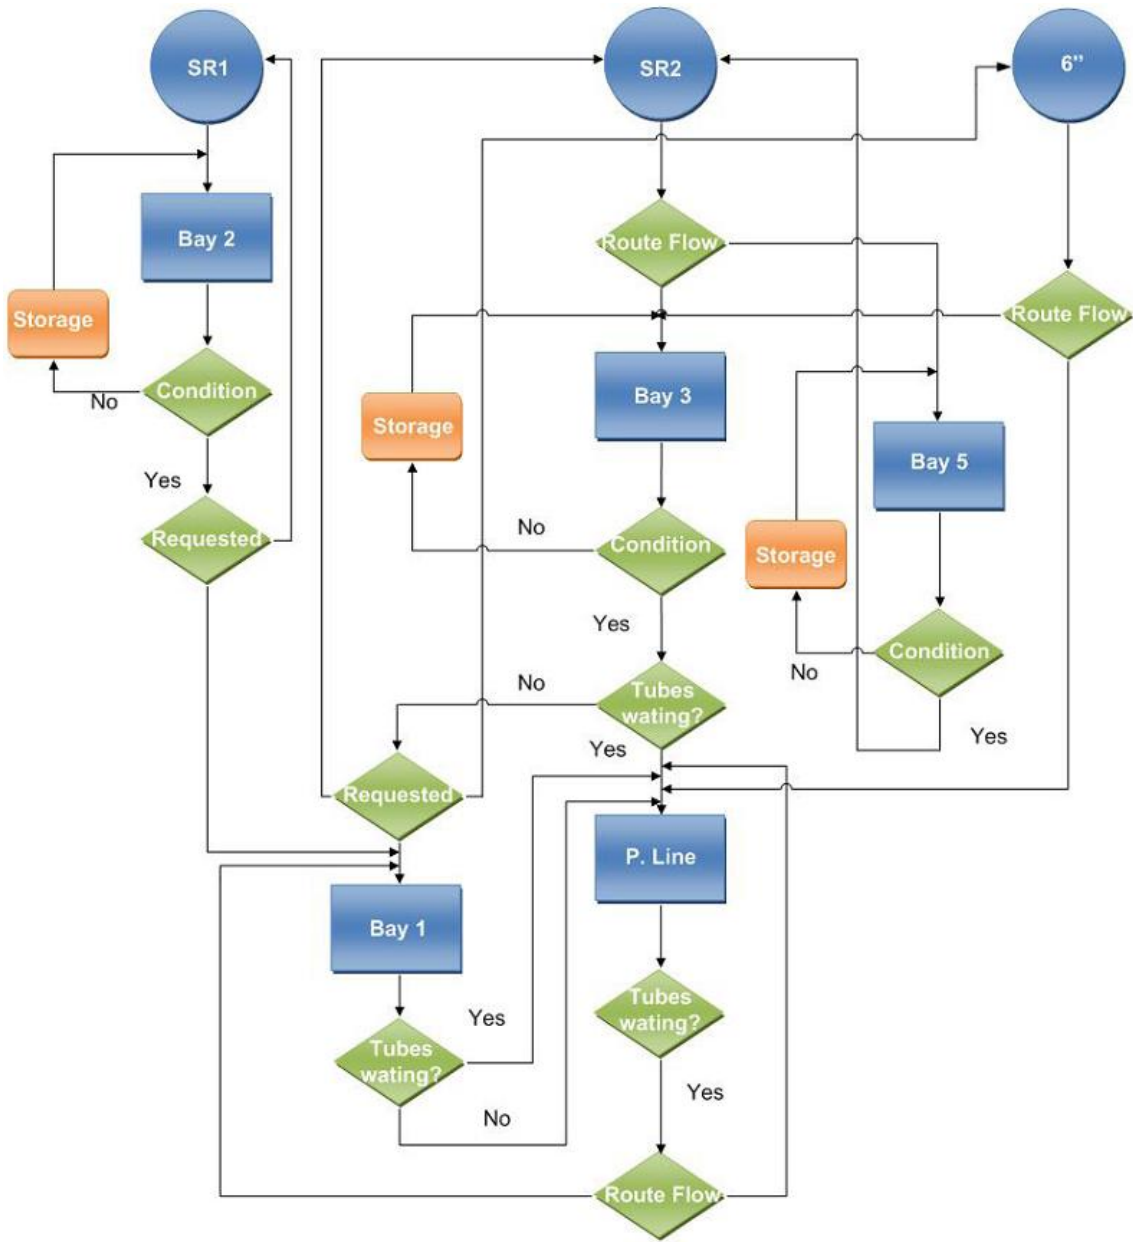 SR1
SR2
6”
Bay 2
Route Flow
Storage
Route Flow
Condition
No
Bay 3
Storage
Bay 5
Yes
Requested
No
Condition
Storage
Yes
Condition
No
No
Tubes
wating?
Yes
Yes
Requested
P. Line
Bay 1
Tubes
wating?
Yes
Tubes
wating?
Yes
No
Route Flow